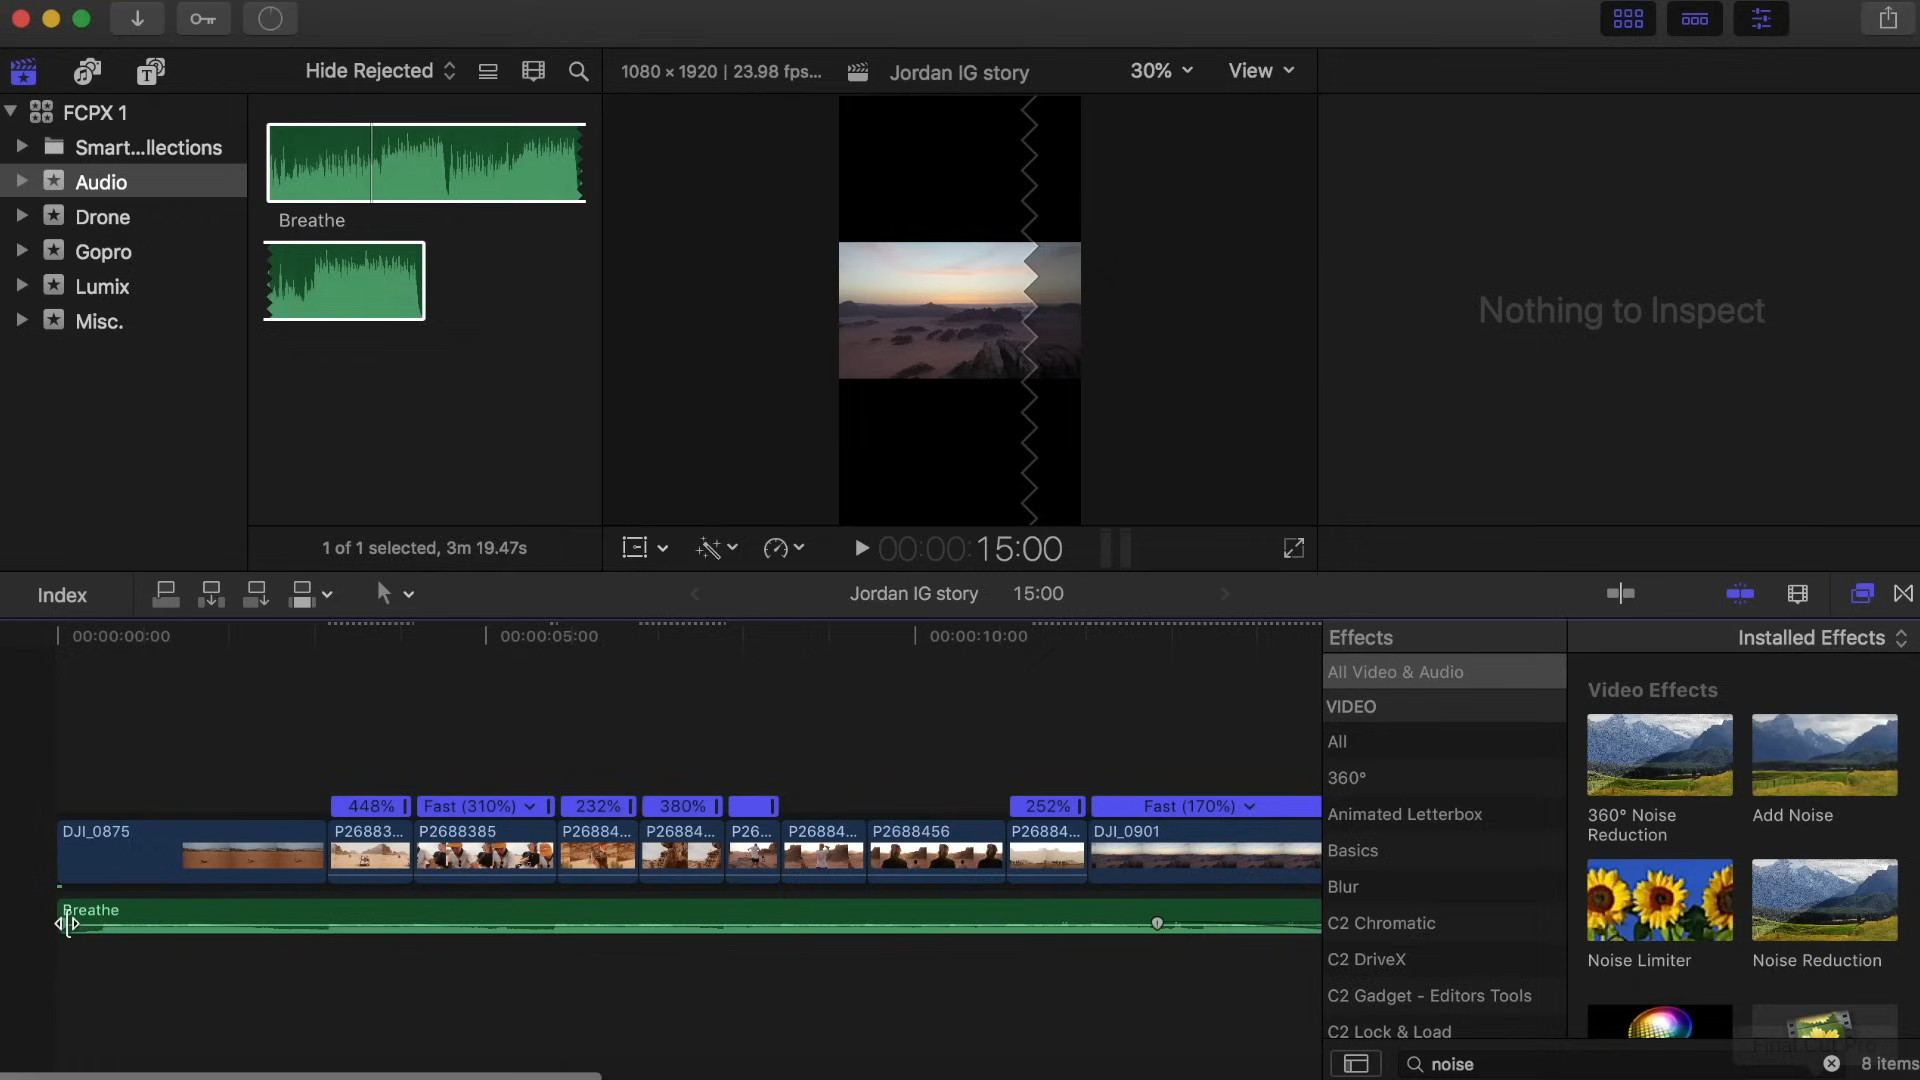 Hide Rejected
1080 × 1920 | 23.98 fps...
Jordan IG story
30%
View
FCPX 1
Smart...llections
Audio
Drone
Gopro
Lumix
Misc.
Breathe
Nothing to Inspect
1 of 1 selected, 3m 19.47s
00:00:15:00
Index
Jordan IG story
15:00
00:00:00:00
00:00:05:00
00:00:10:00
448%
Fast (310%)
232%
380%
252%
Fast (170%)
DJI_0875
P26883...
P2688385
P26884...
P26884...
P26...
P26884...
P2688456
P26884...
DJI_0901
Breathe
Effects
Installed Effects
All Video & Audio
VIDEO
All
360°
Animated Letterbox
Basics
Blur
C2 Chromatic
C2 DriveX
C2 Gadget - Editors Tools
C2 Lock & Load
Video Effects
360° Noise
Reduction
Add Noise
Noise Limiter
Noise Reduction
Final Cut Pro
noise
8 items